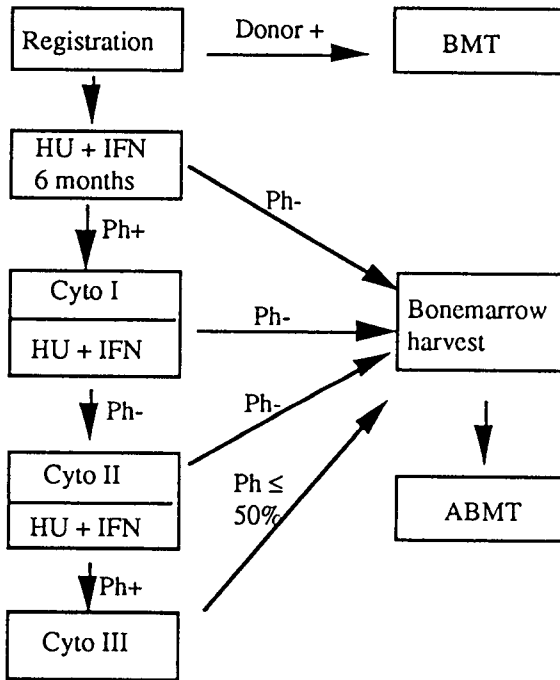 Registration
Donor +
BMT
HU + IFN
6 months
Ph-
Ph+
Cyto I
HU + IFN
Ph-
Bonemarrow
harvest
Ph-
Ph-
Cyto II
HU + IFN
Ph ≤
50%
ABMT
Ph+
Cyto III